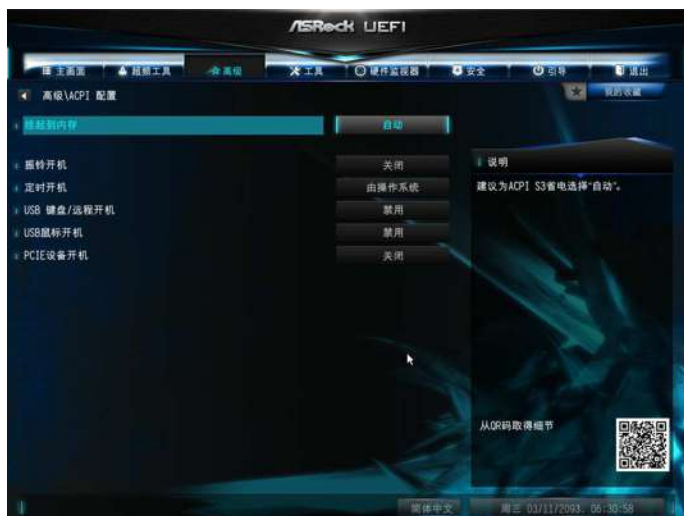 ASRock UEFI
主画面 超频工具 高级 工具 硬件监视器 安全 引导 退出
高级\ACPI 配置 我的收藏
挂起到内存 自动
振铃开机 关闭
定时开机 由操作系统
USB 键盘/远程开机 禁用
USB鼠标开机 禁用
PCIE设备开机 关闭
说明
建议为ACPI S3省电选择“自动”。
从QR码取得细节
简体中文 周三 03/11/2093. 06:30:58